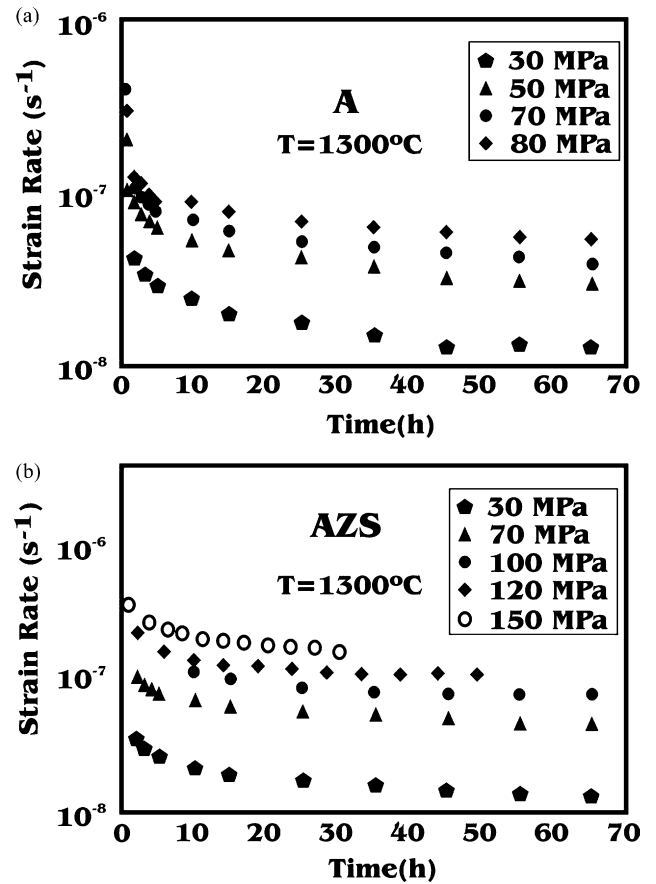 (a)
10⁻⁶
30 MPa
50 MPa
70 MPa
80 MPa
A
T=1300ºC
Strain Rate (s⁻¹)
10⁻⁷
10⁻⁸
0 10 20 30 40 50 60 70
Time(h)
(b)
30 MPa
70 MPa
100 MPa
120 MPa
150 MPa
AZS
T=1300ºC
10⁻⁶
Strain Rate (s⁻¹)
10⁻⁷
10⁻⁸
0 10 20 30 40 50 60 70
Time(h)